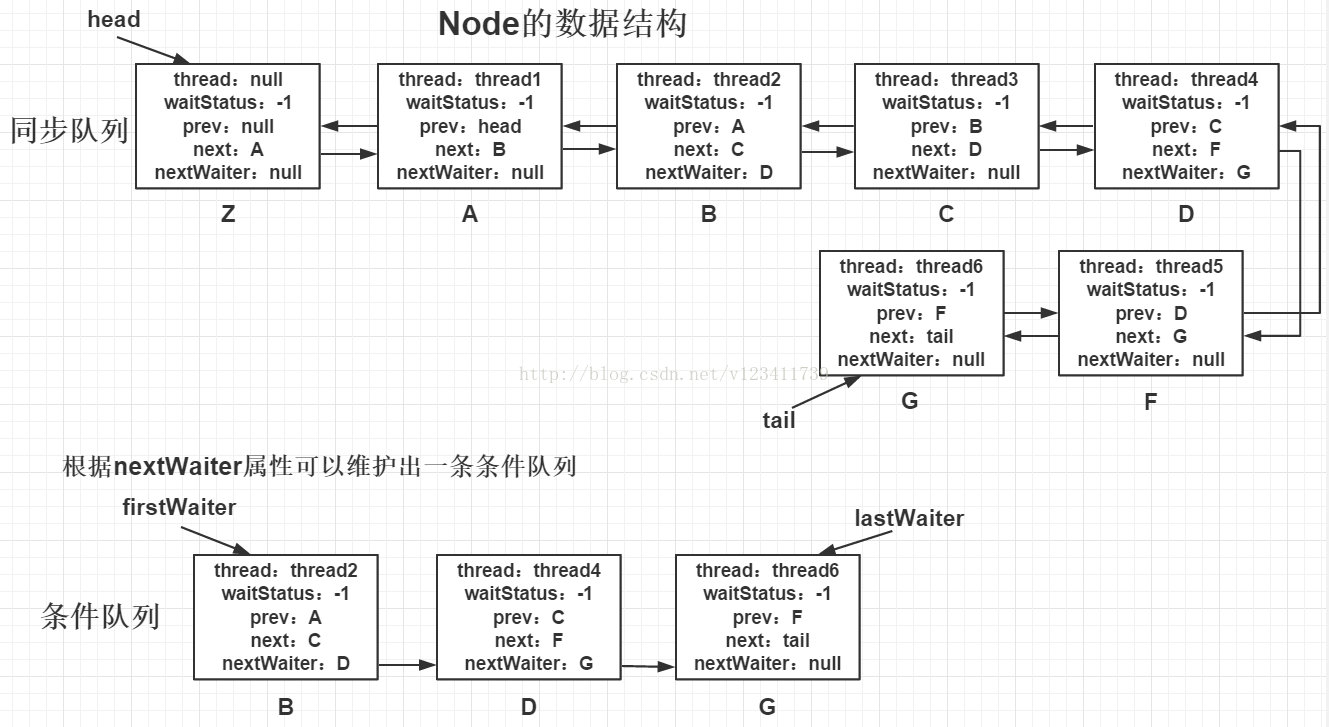 head
Node的数据结构
同步队列
thread：null
waitStatus：-1
prev：null
next：A
nextWaiter：null
Z
thread：thread1
waitStatus：-1
prev：head
next：B
nextWaiter：null
A
thread：thread2
waitStatus：-1
prev：A
next：C
nextWaiter：D
B
thread：thread3
waitStatus：-1
prev：B
next：D
nextWaiter：null
C
thread：thread4
waitStatus：-1
prev：C
next：F
nextWaiter：G
D
thread：thread6
waitStatus：-1
prev：F
next：tail
nextWaiter：null
G
thread：thread5
waitStatus：-1
prev：D
next：G
nextWaiter：null
F
http://blog.csdn.net/v123411739
tail
根据nextWaiter属性可以维护出一条条件队列
firstWaiter
lastWaiter
条件队列
thread：thread2
waitStatus：-1
prev：A
next：C
nextWaiter：D
B
thread：thread4
waitStatus：-1
prev：C
next：F
nextWaiter：G
D
thread：thread6
waitStatus：-1
prev：F
next：tail
nextWaiter：null
G